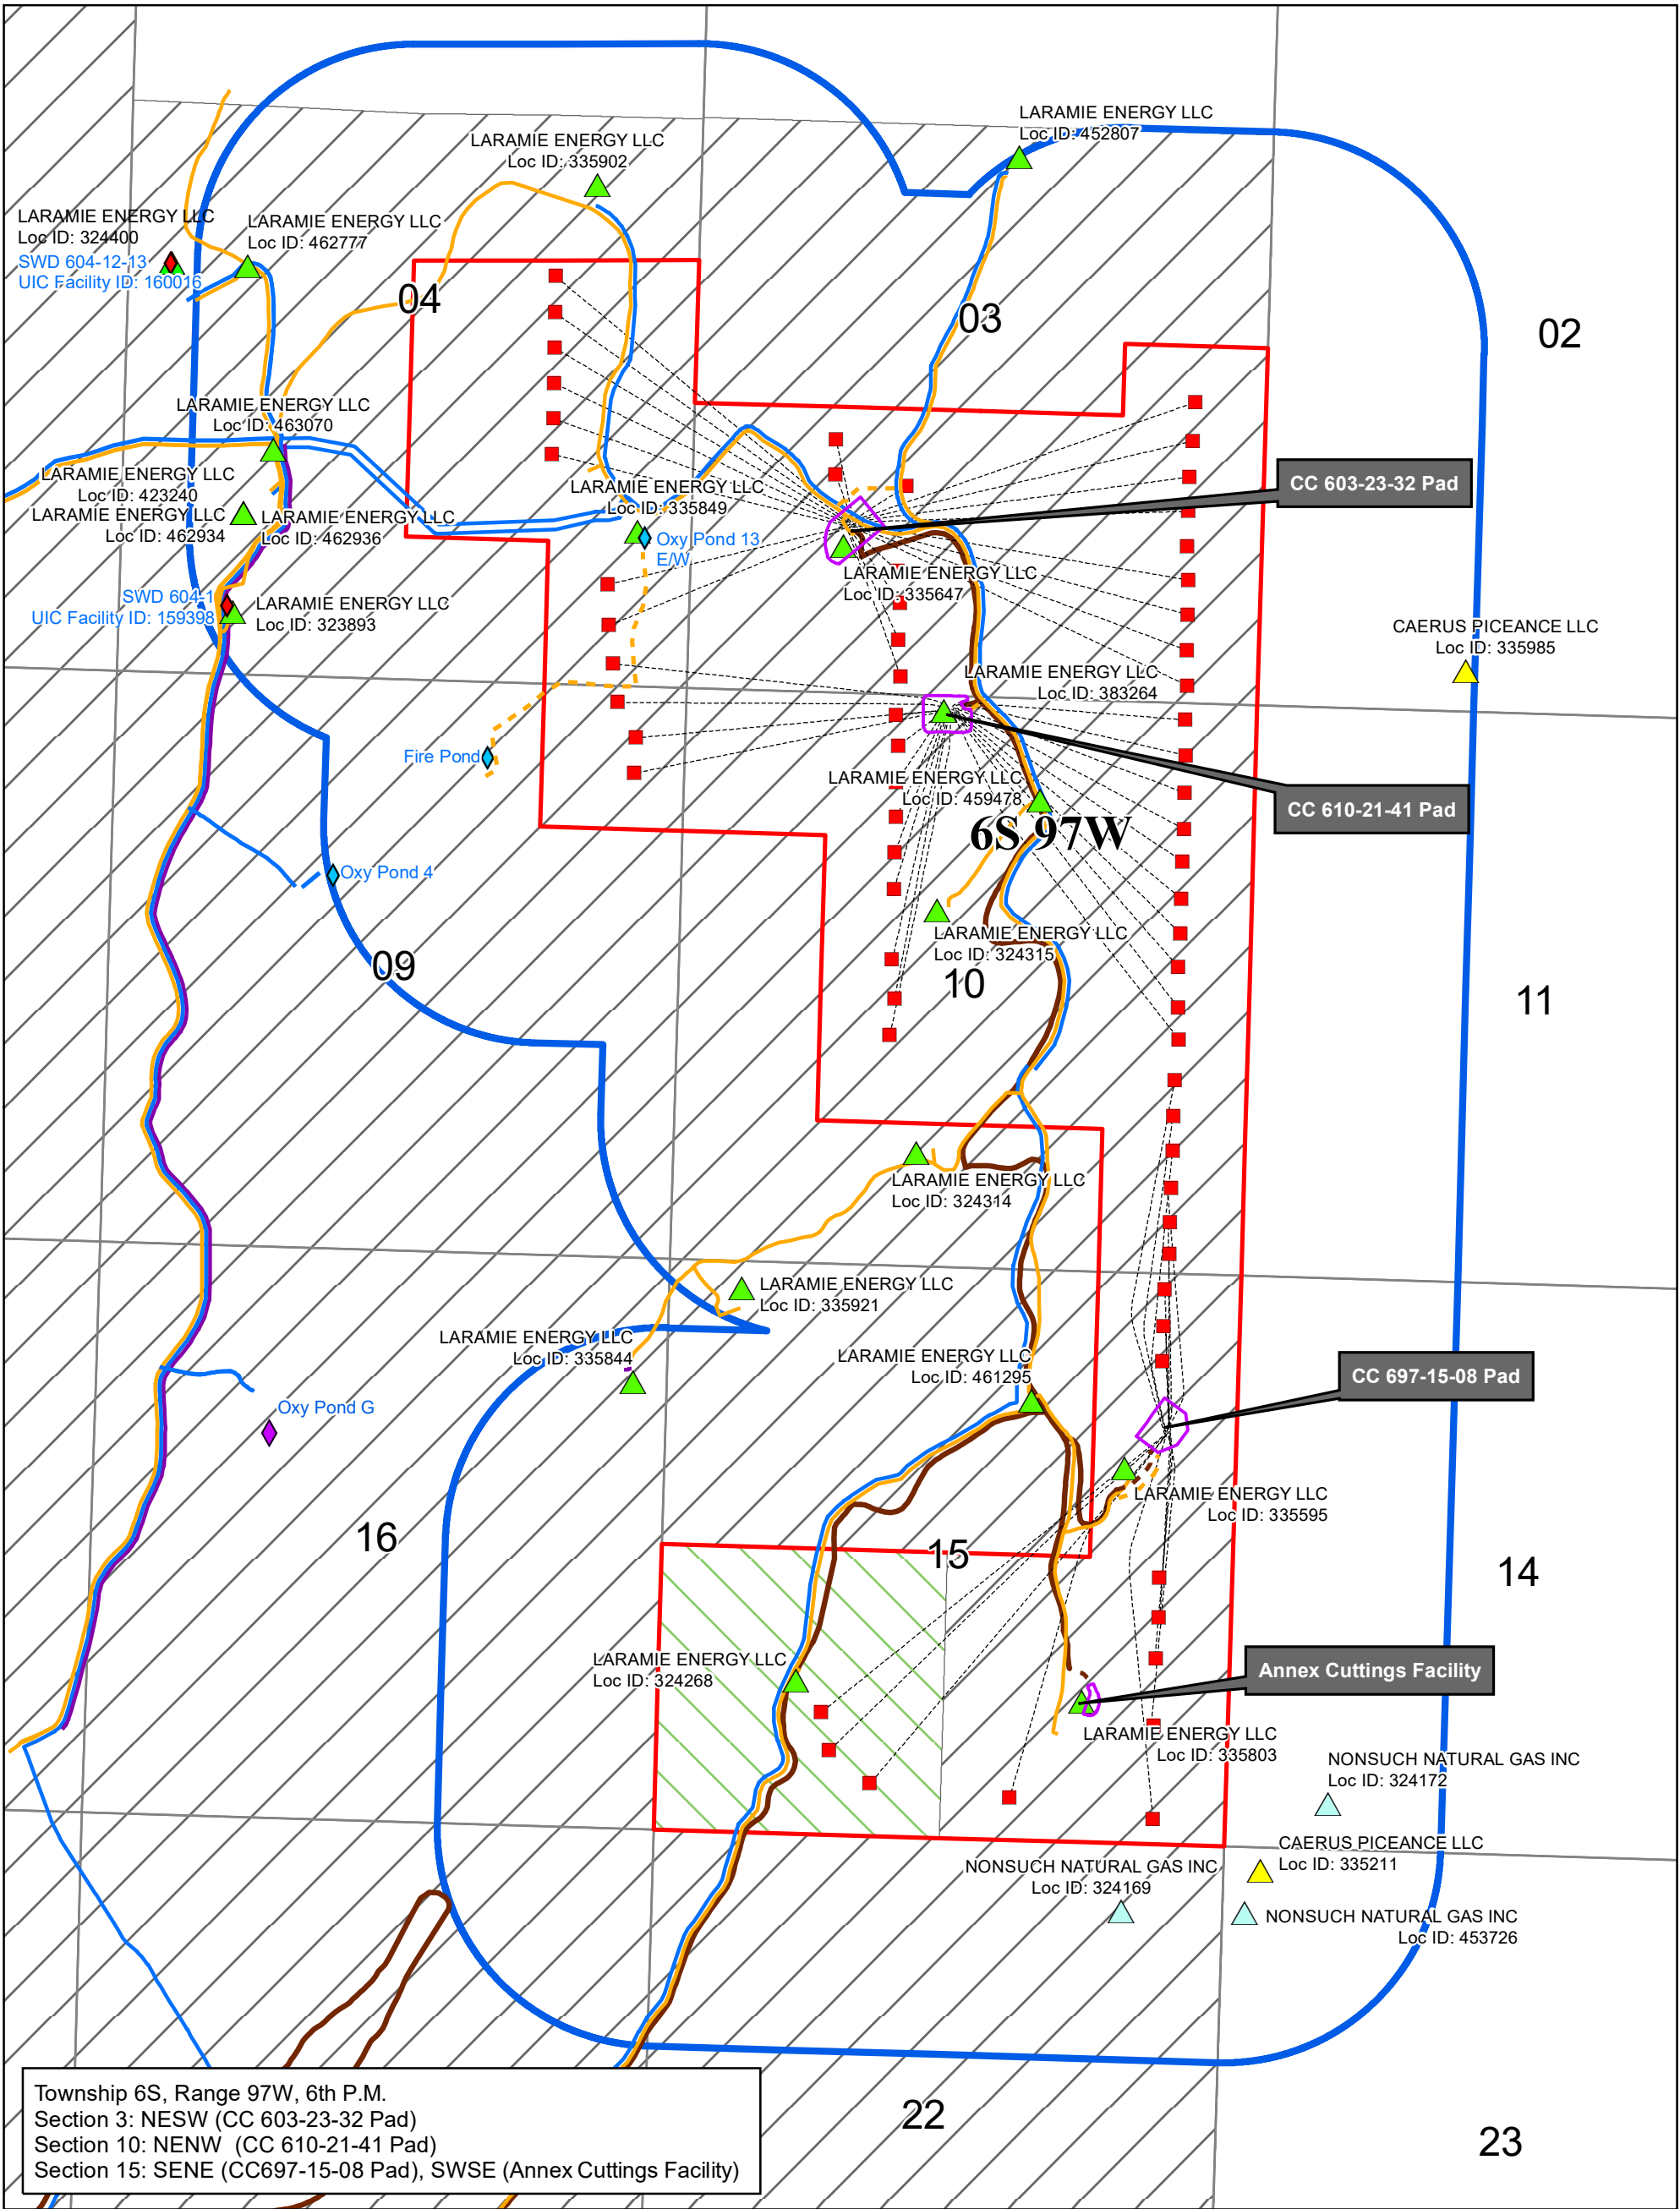 LARAMIE ENERGY LLC
Loc ID: 452807
LARAMIE ENERGY LLC
Loc ID: 335902
LARAMIE ENERGY LLC
Loc ID: 324400
SWD 604-12-13
UIC Facility ID: 160016
LARAMIE ENERGY LLC
Loc ID: 462777
04
03
02
LARAMIE ENERGY LLC
Loc ID: 463070
LARAMIE ENERGY LLC
Loc ID: 423240
LARAMIE ENERGY LLC
Loc ID: 462934
LARAMIE ENERGY LLC
Loc ID: 462936
LARAMIE ENERGY LLC
Loc ID: 335849
Oxy Pond 13
E/W
CC 603-23-32 Pad
LARAMIE ENERGY LLC
Loc ID: 335647
SWD 604-1
UIC Facility ID: 159398
LARAMIE ENERGY LLC
Loc ID: 323893
CAERUS PICEANCE LLC
Loc ID: 335985
LARAMIE ENERGY LLC
Loc ID: 383264
Fire Pond
LARAMIE ENERGY LLC
Loc ID: 459478
CC 610-21-41 Pad
6S 97W
Oxy Pond 4
LARAMIE ENERGY LLC
Loc ID: 324315
09
10
11
LARAMIE ENERGY LLC
Loc ID: 324314
LARAMIE ENERGY LLC
Loc ID: 335921
LARAMIE ENERGY LLC
Loc ID: 335844
LARAMIE ENERGY LLC
Loc ID: 461295
CC 697-15-08 Pad
Oxy Pond G
LARAMIE ENERGY LLC
Loc ID: 335595
16
15
14
LARAMIE ENERGY LLC
Loc ID: 324268
Annex Cuttings Facility
LARAMIE ENERGY LLC
Loc ID: 335803
NONSUCH NATURAL GAS INC
Loc ID: 324172
CAERUS PICEANCE LLC
Loc ID: 335211
NONSUCH NATURAL GAS INC
Loc ID: 324169
NONSUCH NATURAL GAS INC
Loc ID: 453726
22
23
Township 6S, Range 97W, 6th P.M.
Section 3: NESW (CC 603-23-32 Pad)
Section 10: NENW (CC 610-21-41 Pad)
Section 15: SENE (CC697-15-08 Pad), SWSE (Annex Cuttings Facility)